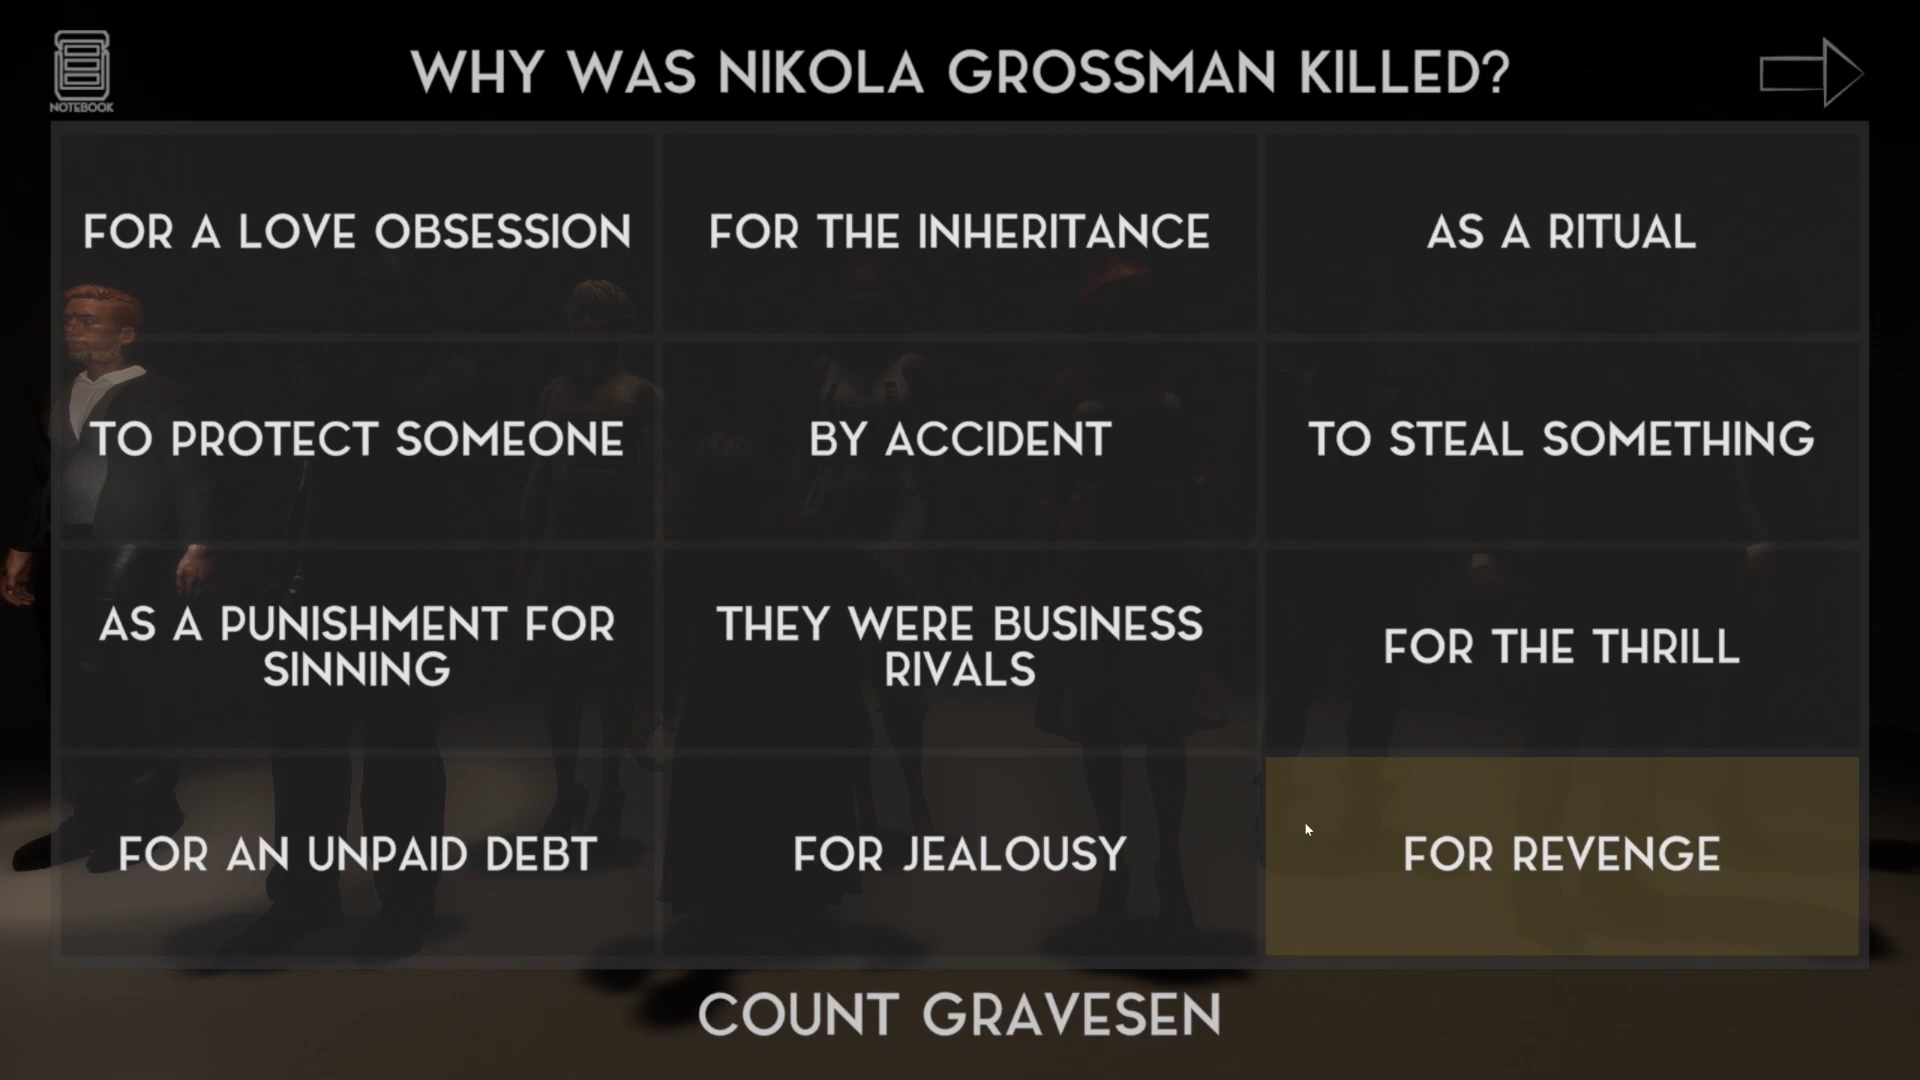 WHY WAS NIKOLA GROSSMAN KILLED?
NOTEBOOK
FOR A LOVE OBSESSION
FOR THE INHERITANCE
AS A RITUAL
TO PROTECT SOMEONE
BY ACCIDENT
TO STEAL SOMETHING
AS A PUNISHMENT FOR
SINNING
THEY WERE BUSINESS
RIVALS
FOR THE THRILL
FOR AN UNPAID DEBT
FOR JEALOUSY
FOR REVENGE
COUNT GRAVESEN